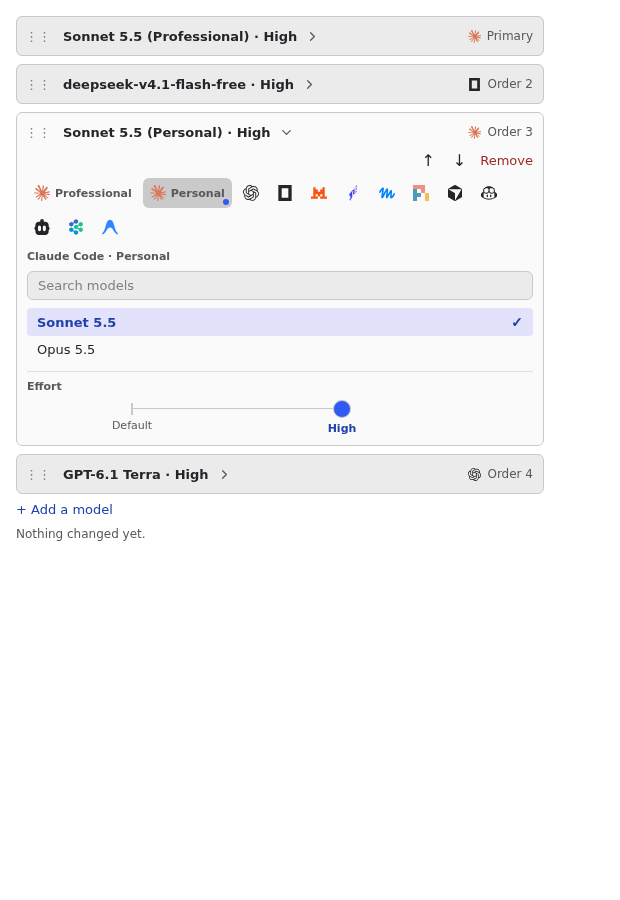 Sonnet 5.5 (Professional) · High
Primary
deepseek-v4.1-flash-free · High
Order 2
Sonnet 5.5 (Personal) · High
Order 3
↑ ↓ Remove
Professional
Personal
Claude Code · Personal
Search models
Sonnet 5.5 ✓
Opus 5.5
Effort
Default
High
GPT-6.1 Terra · High
Order 4
+ Add a model
Nothing changed yet.